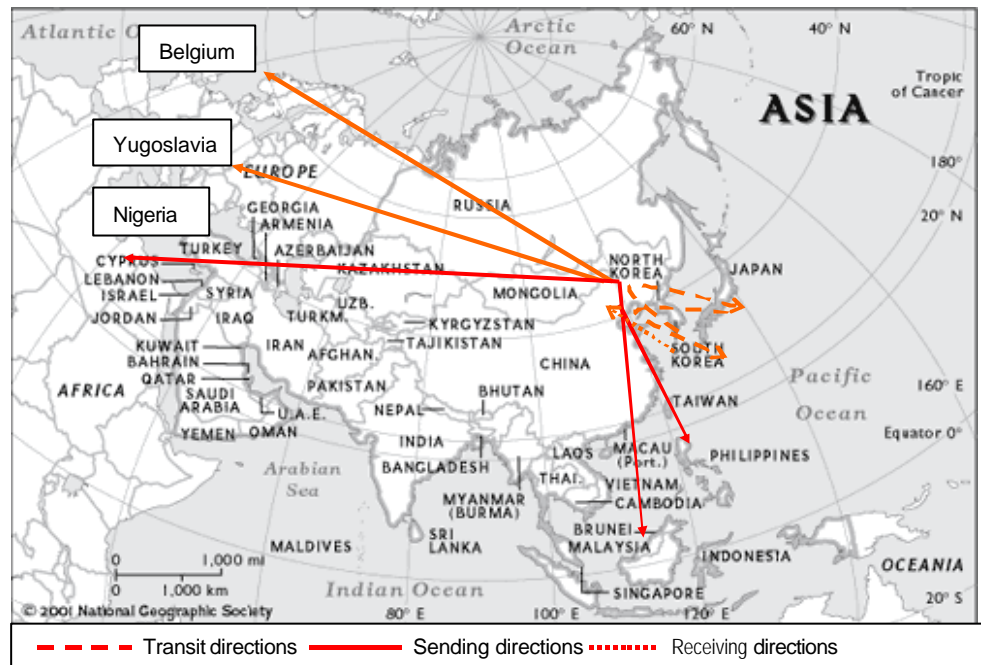 Atlantic O
Arctic
Ocean
60° N
40° N
Belgium
Tropic
of Cancer
ASIA
Yugoslavia
180°
EUROPE
RUSSIA
20° N
Nigeria
GEORGIA
ARMENIA
TURKEY
AZERBAIJAN
NORTH
KOREA
JAPAN
CYPRUS
KAZAKHSTAN
LEBANON
SYRIA
MONGOLIA
ISRAEL
UZB.
TURKM.
JORDAN
IRAQ
KYRGYZSTAN
TAJIKISTAN
SOUTH
KOREA
KUWAIT
IRAN
AFGHAN.
CHINA
BAHRAIN
Pacific
Ocean
QATAR
PAKISTAN
BHUTAN
160° E
AFRICA
SAUDI
ARABIA
U.A.E.
NEPAL
TAIWAN
YEMEN
OMAN
INDIA
LAOS
MACAU
(Port.)
Equator 0°
PHILIPPINES
Arabian
Sea
BANGLADESH
THAI.
VIETNAM
MYANMAR
(BURMA)
CAMBODIA
SRI
LANKA
BRUNEI
MALAYSIA
MALDIVES
INDONESIA
OCEANIA
0 1,000 mi
0 1,000 km
Indian Ocean
SINGAPORE
20° S
© 2001 National Geographic Society
80° E
100° E
120° E
Transit directions
Sending directions
Receiving directions